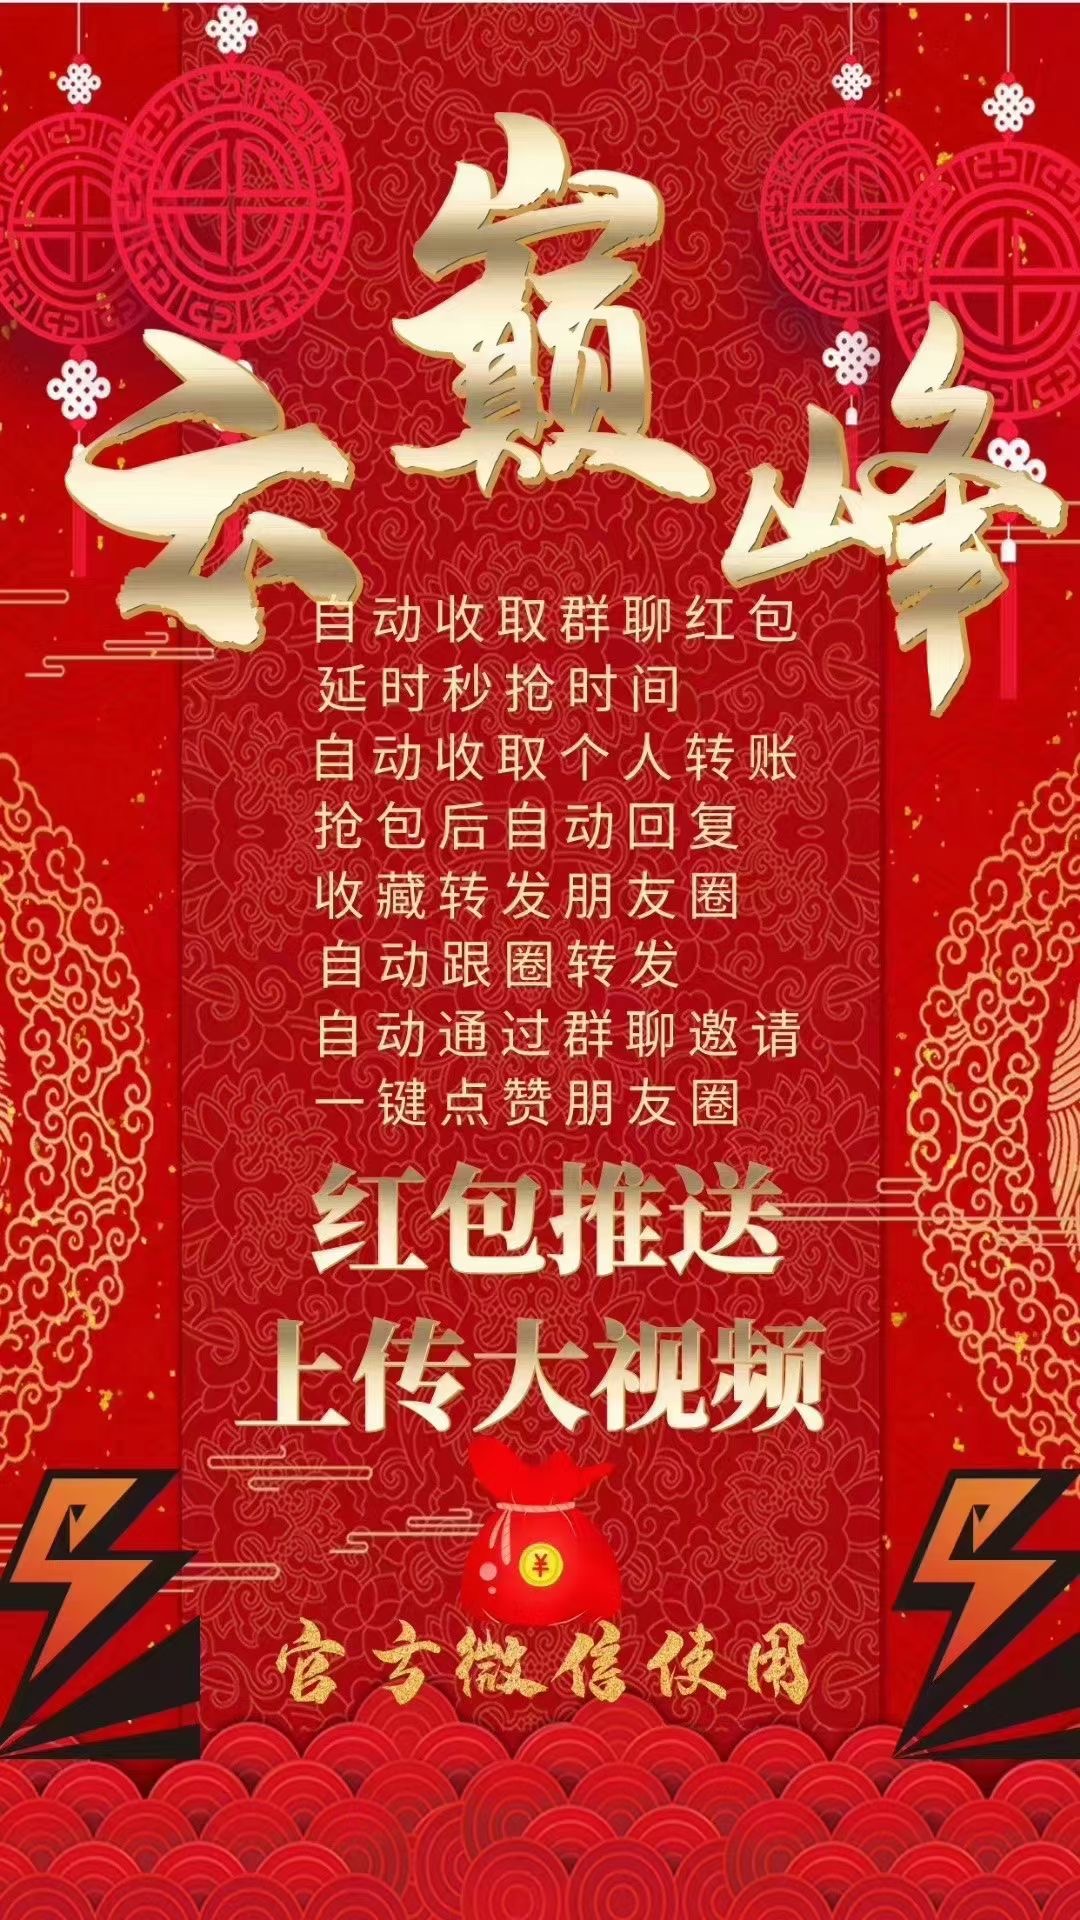 云巅峰
自动收取群聊红包
延时秒抢时间
自动收取个人转账
抢包后自动回复
收藏转发朋友圈
自动跟圈转发
自动通过群聊邀请
一键点赞朋友圈
红包推送
上传大视频
¥
官方微信使用